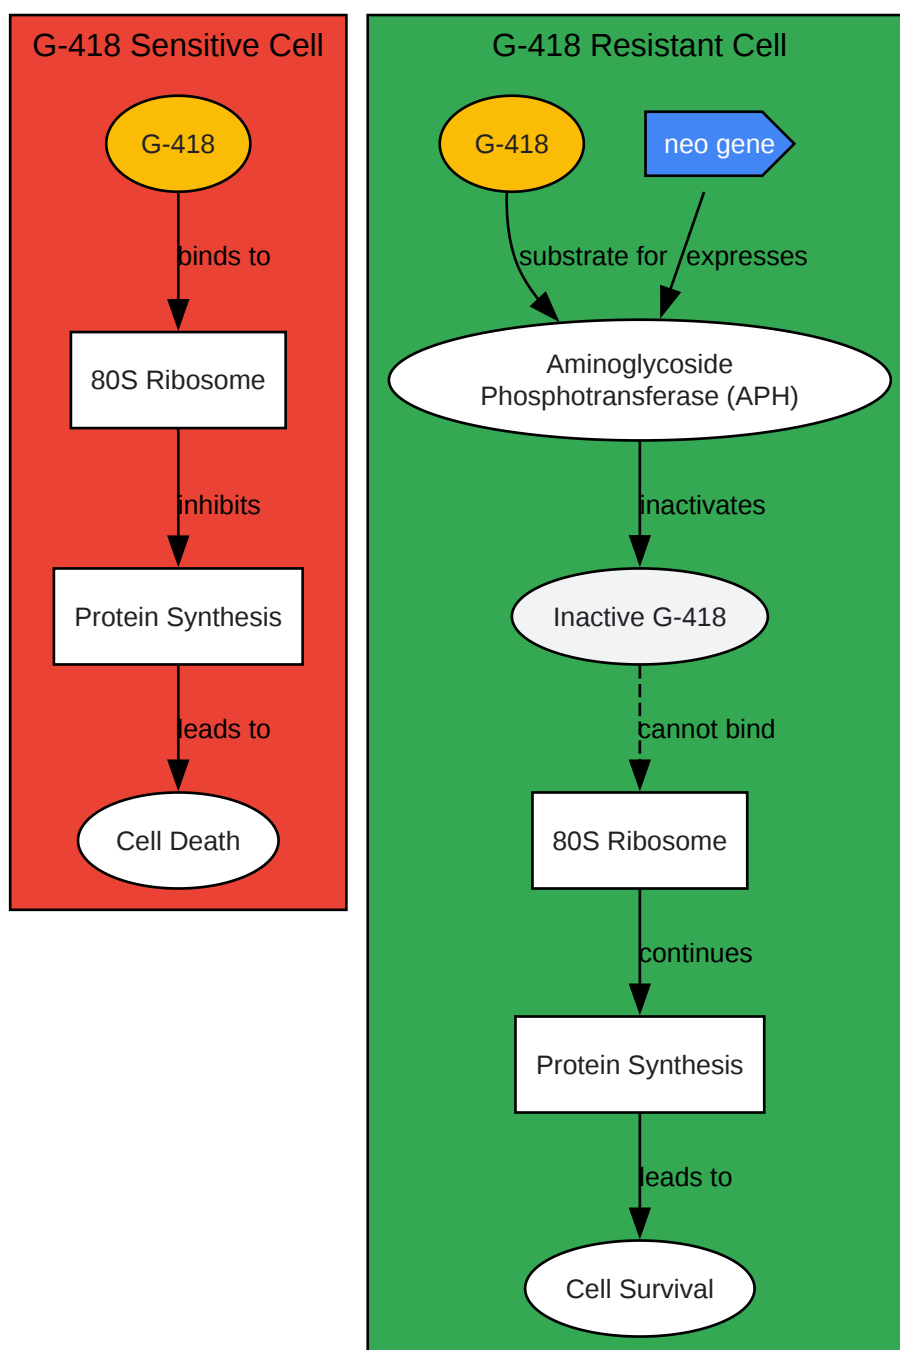 G-418 Sensitive Cell
G-418
binds to
80S Ribosome
inhibits
Protein Synthesis
leads to
Cell Death
G-418 Resistant Cell
G-418
neo gene
substrate for
expresses
Aminoglycoside
Phosphotransferase (APH)
inactivates
Inactive G-418
cannot bind
80S Ribosome
continues
Protein Synthesis
leads to
Cell Survival